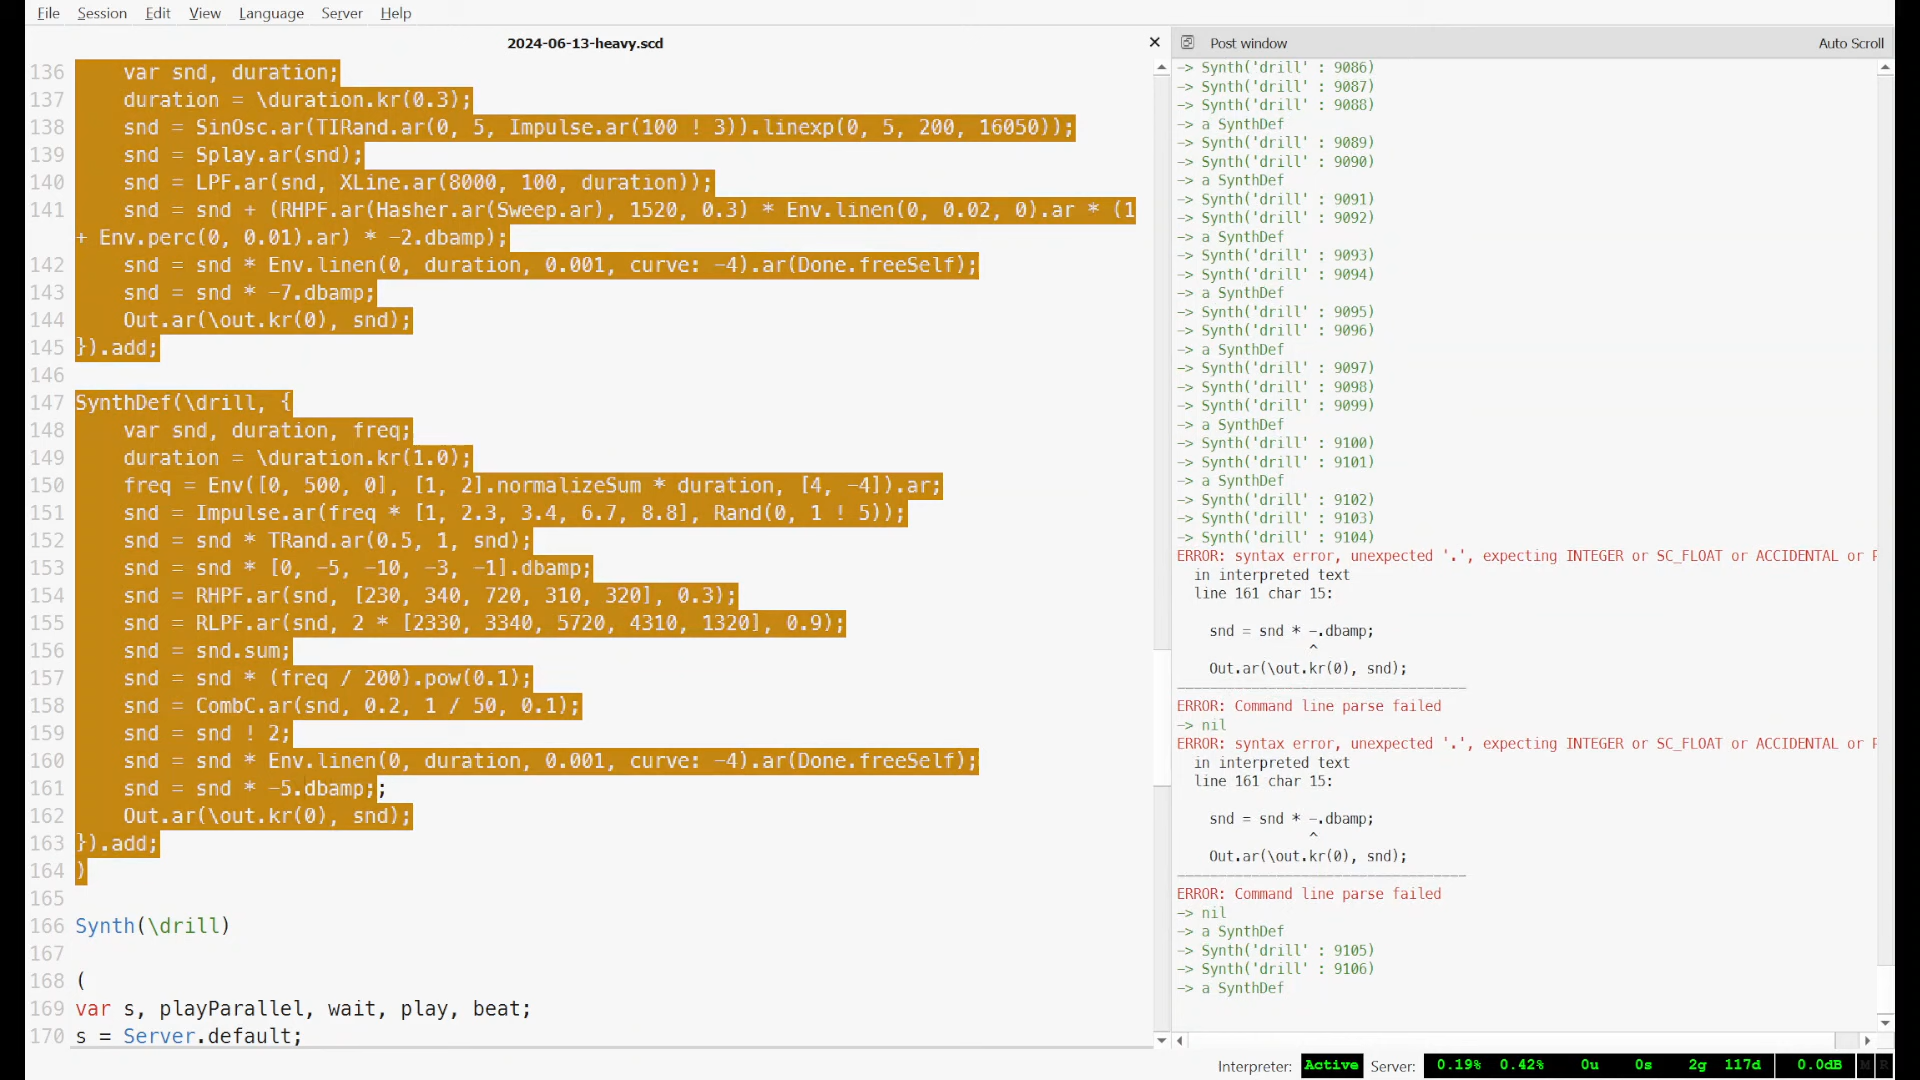 File Session Edit View Language Server Help
2024-06-13-heavy.scd
136 var snd, duration;
137 duration = \duration.kr(0.3);
138 snd = SinOsc.ar(TIRand.ar(0, 5, Impulse.ar(100 ! 3)).linexp(0, 5, 200, 16050));
139 snd = Splay.ar(snd);
140 snd = LPF.ar(snd, XLine.ar(8000, 100, duration));
141 snd = snd + (RHPF.ar(Hasher.ar(Sweep.ar), 1520, 0.3) * Env.linen(0, 0.02, 0).ar * (1
+ Env.perc(0, 0.01).ar) * -2.dbamp);
142 snd = snd * Env.linen(0, duration, 0.001, curve: -4).ar(Done.freeSelf);
143 snd = snd * -7.dbamp;
144 Out.ar(\out.kr(0), snd);
145 }).add;
146
147 SynthDef(\drill, {
148 var snd, duration, freq;
149 duration = \duration.kr(1.0);
150 freq = Env([0, 500, 0], [1, 2].normalizeSum * duration, [4, -4]).ar;
151 snd = Impulse.ar(freq * [1, 2.3, 3.4, 6.7, 8.8], Rand(0, 1 ! 5));
152 snd = snd * TRand.ar(0.5, 1, snd);
153 snd = snd * [0, -5, -10, -3, -1].dbamp;
154 snd = RHPF.ar(snd, [230, 340, 720, 310, 320], 0.3);
155 snd = RLPF.ar(snd, 2 * [2330, 3340, 5720, 4310, 1320], 0.9);
156 snd = snd.sum;
157 snd = snd * (freq / 200).pow(0.1);
158 snd = CombC.ar(snd, 0.2, 1 / 50, 0.1);
159 snd = snd ! 2;
160 snd = snd * Env.linen(0, duration, 0.001, curve: -4).ar(Done.freeSelf);
161 snd = snd * -5.dbamp;;
162 Out.ar(\out.kr(0), snd);
163 }).add;
164 )
165
166 Synth(\drill)
167
168 (
169 var s, playParallel, wait, play, beat;
170 s = Server.default;
Post window Auto Scroll
-> Synth('drill' : 9086)
-> Synth('drill' : 9087)
-> Synth('drill' : 9088)
-> a SynthDef
-> Synth('drill' : 9089)
-> Synth('drill' : 9090)
-> a SynthDef
-> Synth('drill' : 9091)
-> Synth('drill' : 9092)
-> a SynthDef
-> Synth('drill' : 9093)
-> Synth('drill' : 9094)
-> a SynthDef
-> Synth('drill' : 9095)
-> Synth('drill' : 9096)
-> a SynthDef
-> Synth('drill' : 9097)
-> Synth('drill' : 9098)
-> Synth('drill' : 9099)
-> a SynthDef
-> Synth('drill' : 9100)
-> Synth('drill' : 9101)
-> a SynthDef
-> Synth('drill' : 9102)
-> Synth('drill' : 9103)
-> Synth('drill' : 9104)
ERROR: syntax error, unexpected '.', expecting INTEGER or SC_FLOAT or ACCIDENTAL or
in interpreted text
line 161 char 15:
snd = snd * -.dbamp;
^
Out.ar(\out.kr(0), snd);
-----------------------------------
ERROR: Command line parse failed
-> nil
ERROR: syntax error, unexpected '.', expecting INTEGER or SC_FLOAT or ACCIDENTAL or
in interpreted text
line 161 char 15:
snd = snd * -.dbamp;
^
Out.ar(\out.kr(0), snd);
-----------------------------------
ERROR: Command line parse failed
-> nil
-> a SynthDef
-> Synth('drill' : 9105)
-> Synth('drill' : 9106)
-> a SynthDef
Interpreter: Active Server: 0.19% 0.42% 0u 0s 2g 117d 0.0dB M R